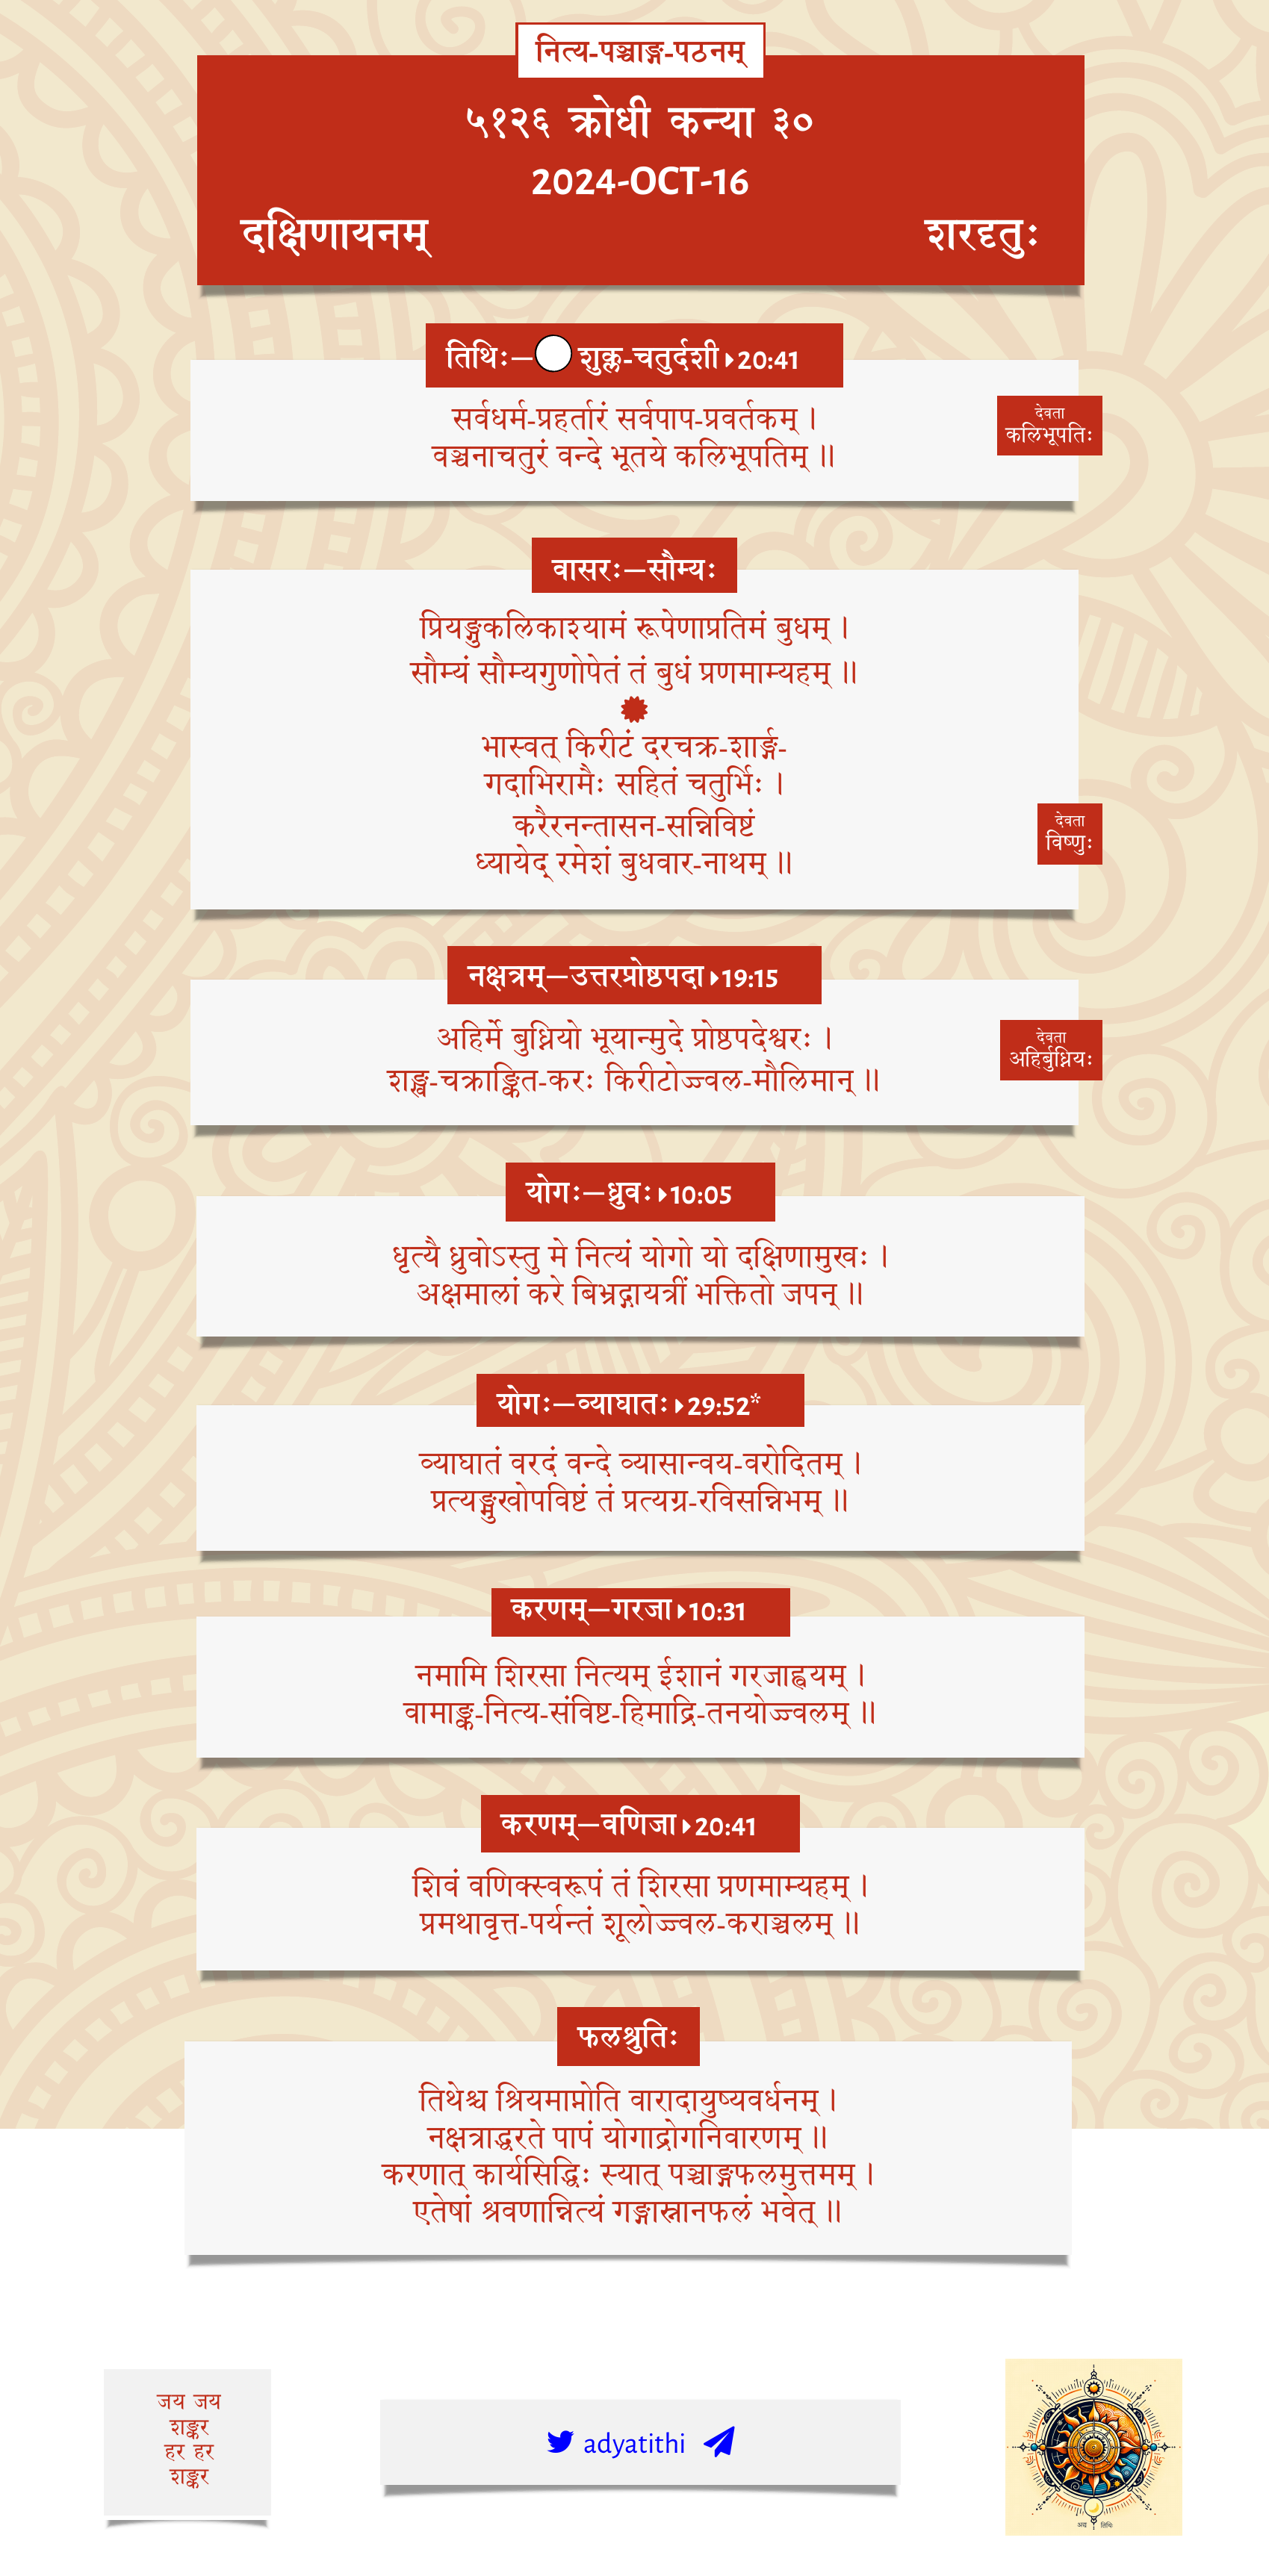 नित्य-पञ्चाङ्ग-पठनम्
५१२६ क्रोधी कन्या ३०
2024-OCT-16
दक्षिणायनम् शरदृतुः
तिथिः—शुक्ल-चतुर्दशी 20:41
सर्वधर्म-प्रहर्तारं सर्वपाप-प्रवर्तकम् ।
वञ्चनाचतुरं वन्दे भूतये कलिभूपतिम् ॥
देवता
कलिभूपतिः
वासरः—सौम्यः
प्रियङ्गुकलिकाश्यामं रूपेणाप्रतिमं बुधम् ।
सौम्यं सौम्यगुणोपेतं तं बुधं प्रणमाम्यहम् ॥
भास्वत् किरीटं दरचक्र-शार्ङ्ग-
गदाभिरामैः सहितं चतुर्भिः ।
करैरनन्तासन-सन्निविष्टं
ध्यायेद् रमेशं बुधवार-नाथम् ॥
देवता
विष्णुः
नक्षत्रम्—उत्तरप्रोष्ठपदा 19:15
अहिर्मे बुध्नियो भूयान्मुदे प्रोष्ठपदेश्वरः ।
शङ्ख-चक्राङ्कित-करः किरीटोज्ज्वल-मौलिमान् ॥
देवता
अहिर्बुध्नियः
योगः—ध्रुवः 10:05
धृत्यै ध्रुवोऽस्तु मे नित्यं योगो यो दक्षिणामुखः ।
अक्षमालां करे बिभ्रद्गायत्रीं भक्तितो जपन् ॥
योगः—व्याघातः 29:52*
व्याघातं वरदं वन्दे व्यासान्वय-वरोदितम् ।
प्रत्यङ्मुखोपविष्टं तं प्रत्यग्र-रविसन्निभम् ॥
करणम्—गरजा 10:31
नमामि शिरसा नित्यम् ईशानं गरजाह्वयम् ।
वामाङ्क-नित्य-संविष्ट-हिमाद्रि-तनयोज्ज्वलम् ॥
करणम्—वणिजा 20:41
शिवं वणिक्स्वरूपं तं शिरसा प्रणमाम्यहम् ।
प्रमथावृत्त-पर्यन्तं शूलोज्ज्वल-कराञ्चलम् ॥
फलश्रुतिः
तिथेश्च श्रियमाप्नोति वारादायुष्यवर्धनम् ।
नक्षत्राद्धरते पापं योगाद्रोगनिवारणम् ॥
करणात् कार्यसिद्धिः स्यात् पञ्चाङ्गफलमुत्तमम् ।
एतेषां श्रवणान्नित्यं गङ्गास्नानफलं भवेत् ॥
जय जय
शङ्कर
हर हर
शङ्कर
adyatithi
अद्य तिथिः